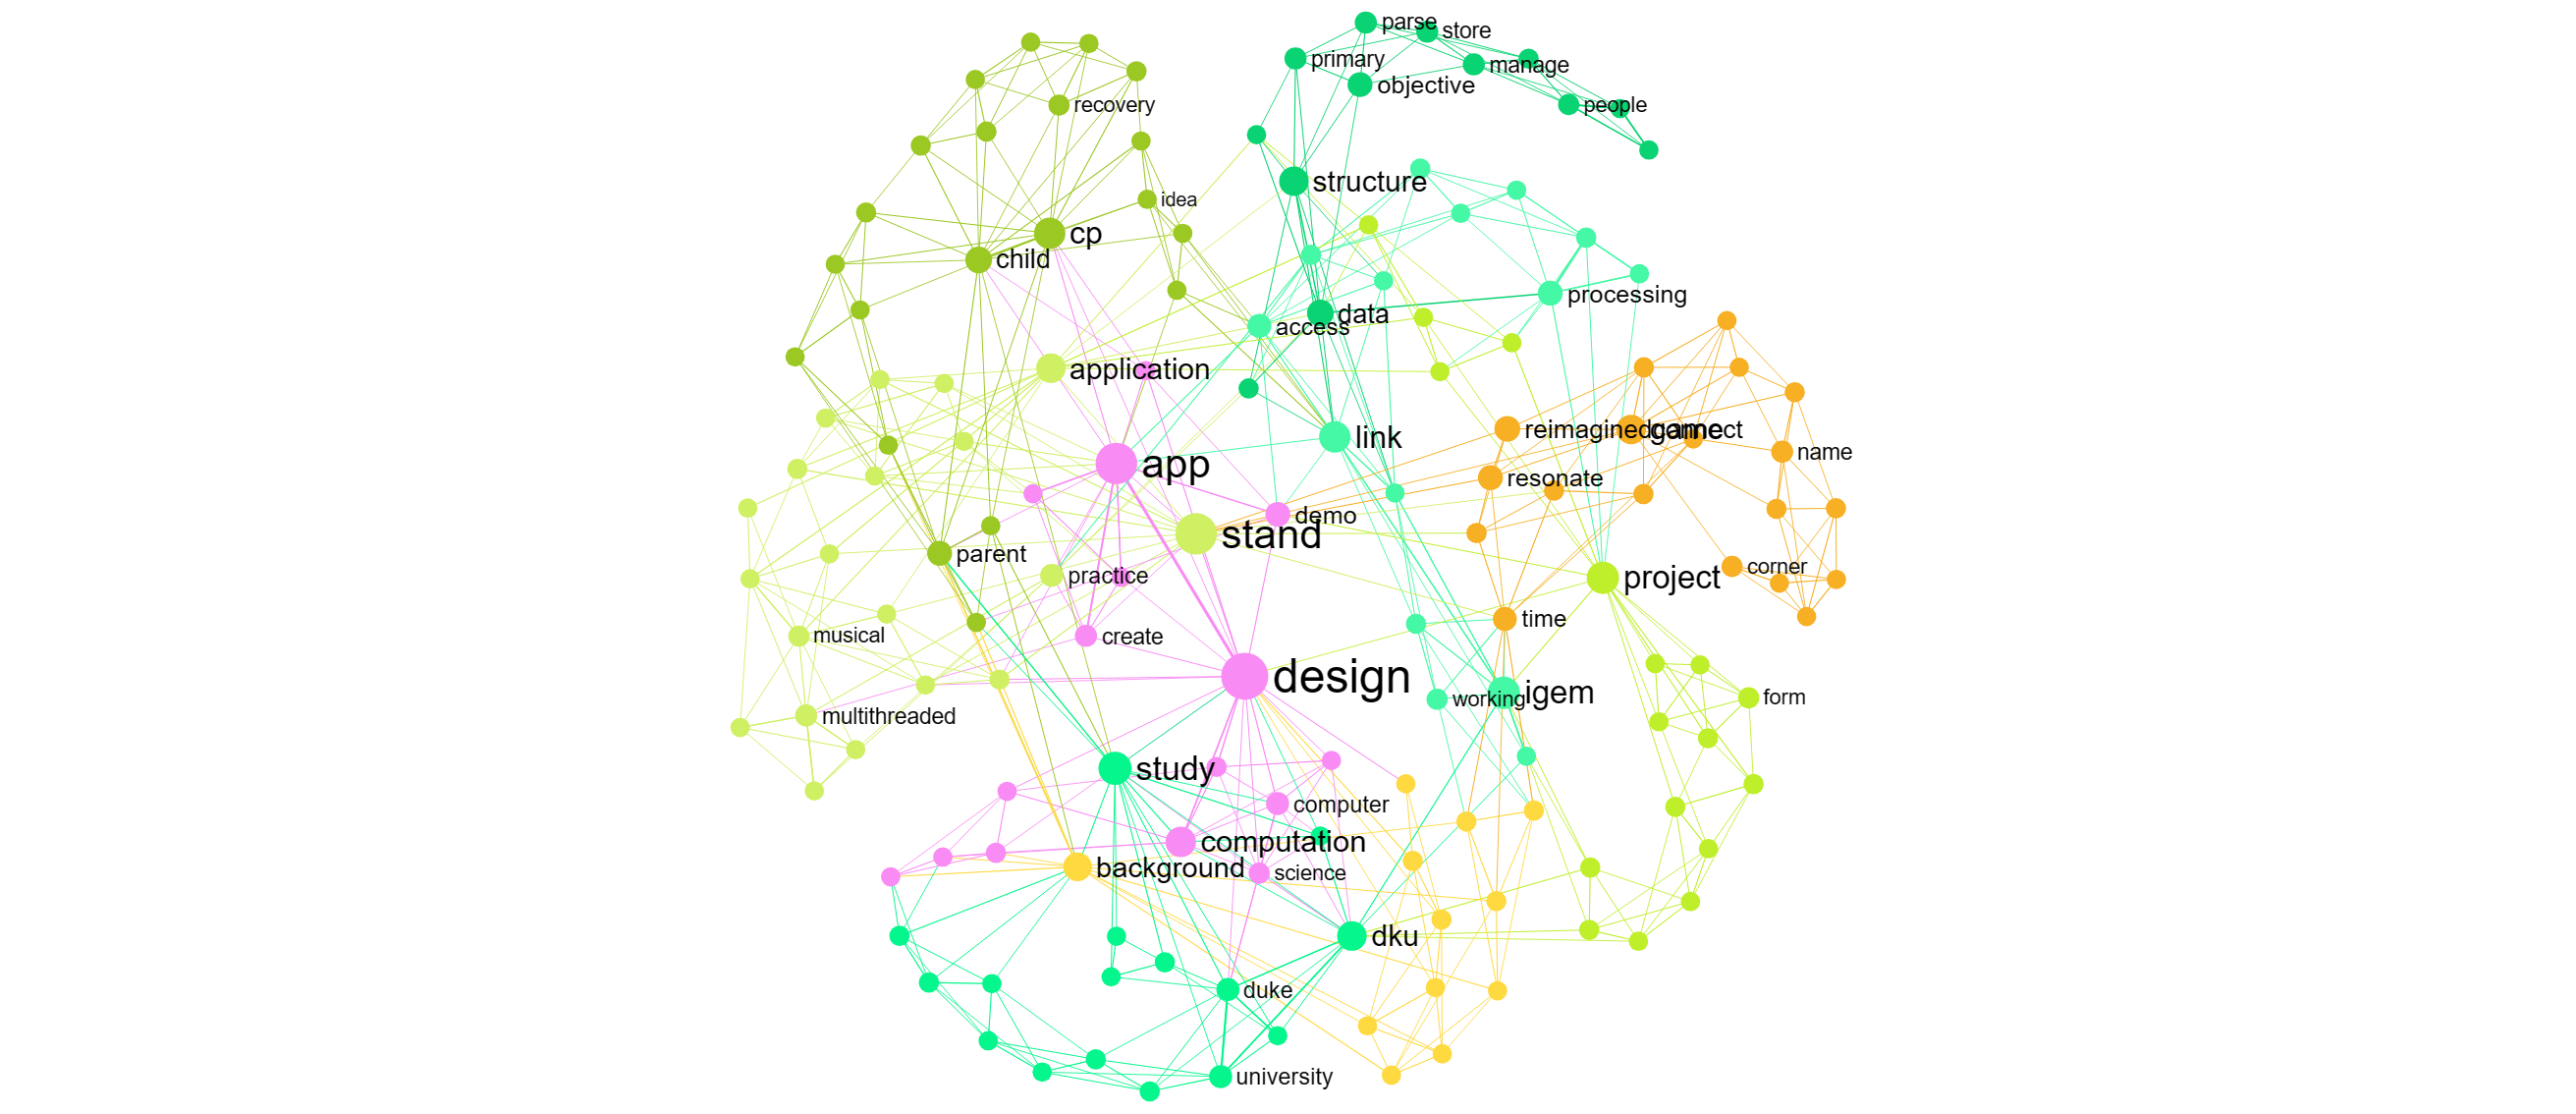 parse
store
primary
manage
objective
people
recovery
structure
idea
cp
child
processing
data
access
application
link
reimagined
game
name
app
resonate
demo
stand
parent
corner
practice
project
time
musical
create
design
igem
working
form
multithreaded
study
computer
computation
background
science
dku
duke
university